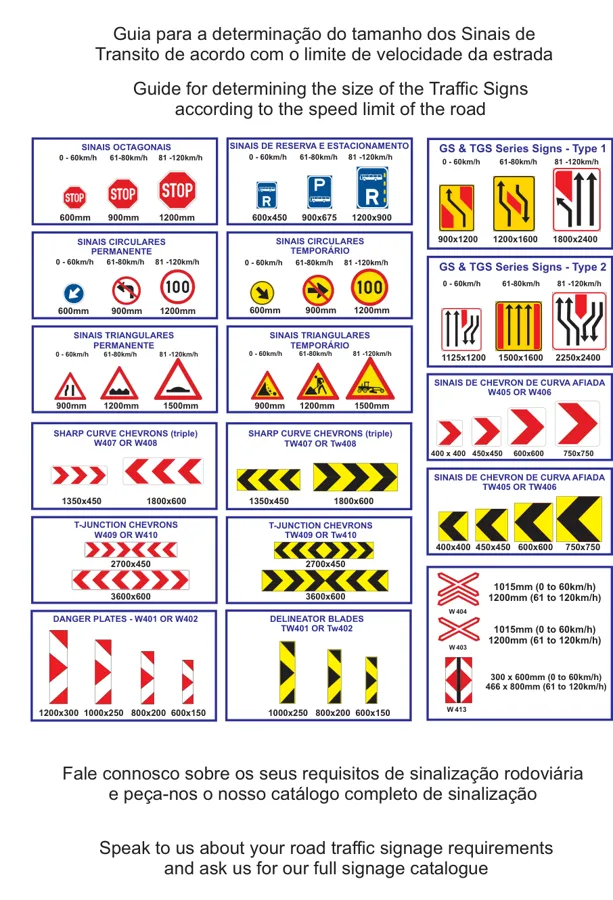 Guia para a determinação do tamanho dos Sinais de
Transito de acordo com o limite de velocidade da estrada
Guide for determining the size of the Traffic Signs
according to the speed limit of the road
SINAIS OCTAGONAIS
0 - 60km/h 61-80km/h 81 -120km/h
STOP STOP STOP
600mm 900mm 1200mm
SINAIS DE RESERVA E ESTACIONAMENTO
0 - 60km/h 61-80km/h 81 -120km/h
R P R
600x450 900x675 1200x900
GS & TGS Series Signs - Type 1
0 - 60km/h 61-80km/h 81 -120km/h
900x1200 1200x1600 1800x2400
SINAIS CIRCULARES
PERMANENTE
0 - 60km/h 61-80km/h 81 -120km/h
100
600mm 900mm 1200mm
SINAIS CIRCULARES
TEMPORÁRIO
0 - 60km/h 61-80km/h 81 -120km/h
100
600mm 900mm 1200mm
GS & TGS Series Signs - Type 2
0 - 60km/h 61-80km/h 81 -120km/h
1125x1200 1500x1600 2250x2400
SINAIS TRIANGULARES
PERMANENTE
0 - 60km/h 61-80km/h 81 -120km/h
900mm 1200mm 1500mm
SINAIS TRIANGULARES
TEMPORÁRIO
0 - 60km/h 61-80km/h 81 -120km/h
900mm 1200mm 1500mm
SINAIS DE CHEVRON DE CURVA AFIADA
W405 OR W406
400 x 400 450x450 600x600 750x750
SHARP CURVE CHEVRONS (triple)
W407 OR W408
1350x450 1800x600
SHARP CURVE CHEVRONS (triple)
TW407 OR Tw408
1350x450 1800x600
SINAIS DE CHEVRON DE CURVA AFIADA
TW405 OR TW406
400x400 450x450 600x600 750x750
T-JUNCTION CHEVRONS
W409 OR W410
2700x450
3600x600
T-JUNCTION CHEVRONS
TW409 OR Tw410
2700x450
3600x600
1015mm (0 to 60km/h)
1200mm (61 to 120km/h)
W 404
1015mm (0 to 60km/h)
1200mm (61 to 120km/h)
W 403
300 x 600mm (0 to 60km/h)
466 x 800mm (61 to 120km/h)
W 413
DANGER PLATES - W401 OR W402
1200x300 1000x250 800x200 600x150
DELINEATOR BLADES
TW401 OR Tw402
1000x250 800x200 600x150
Fale connosco sobre os seus requisitos de sinalização rodoviária
e peça-nos o nosso catálogo completo de sinalização
Speak to us about your road traffic signage requirements
and ask us for our full signage catalogue